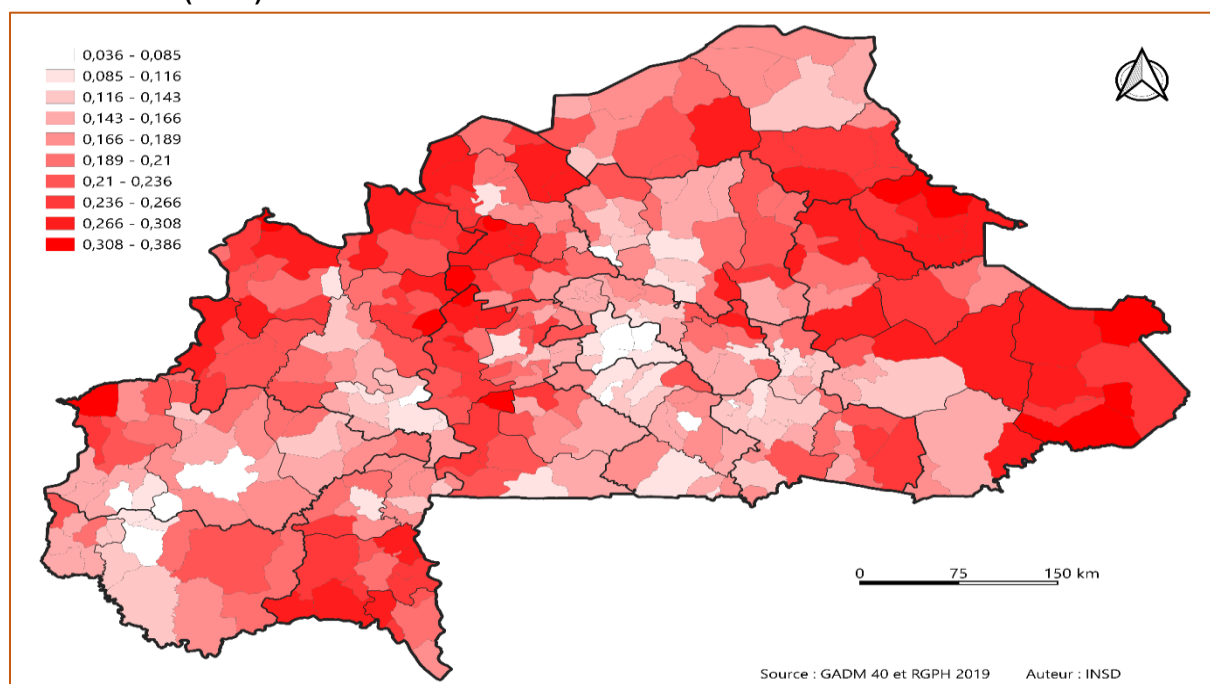 0,036 - 0,085
0,085 - 0,116
0,116 - 0,143
0,143 - 0,166
0,166 - 0,189
0,189 - 0,21
0,21 - 0,236
0,236 - 0,266
0,266 - 0,308
0,308 - 0,386
0 75 150 km
Source : GADM 40 et RGPH 2019 Auteur : INSD